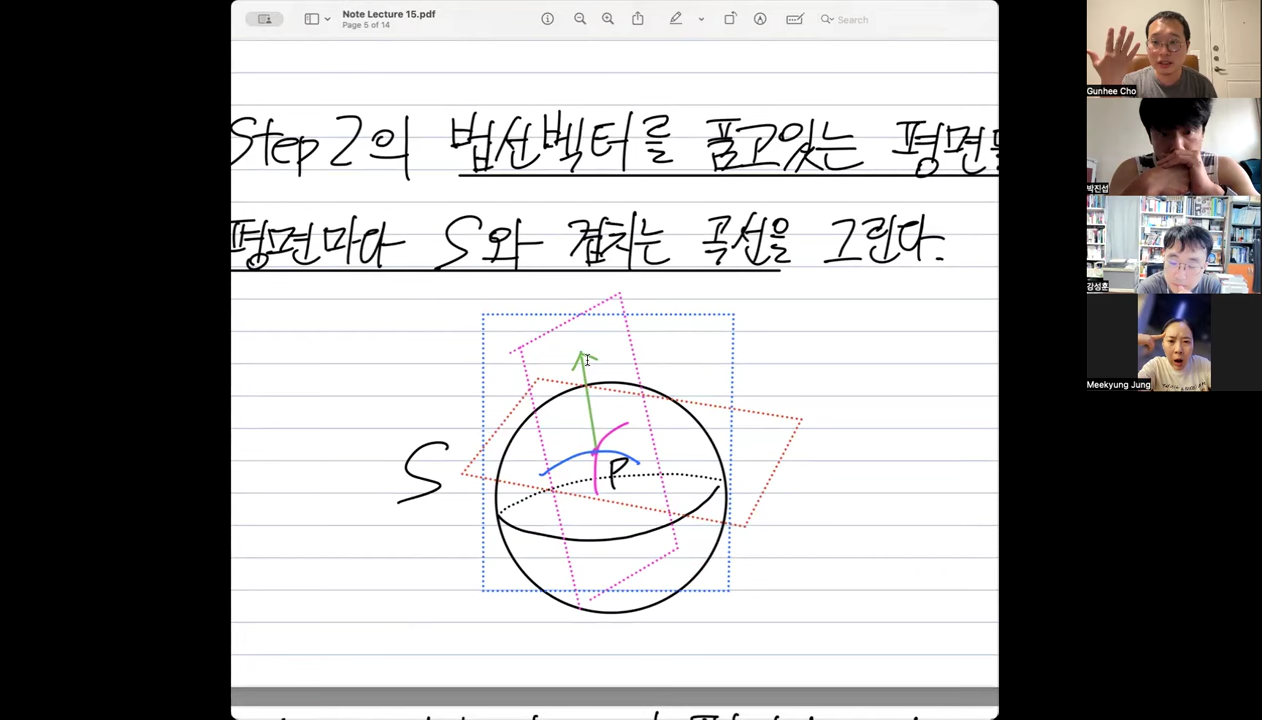 Note Lecture 15.pdf
Page 5 of 14
Search
Step 2의 법선벡터를 품고있는 평면
평면마다 S와 겹치는 곡선을 그린다.
S
P
Gunhee Cho
박진섭
강성훈
Meekyung Jung